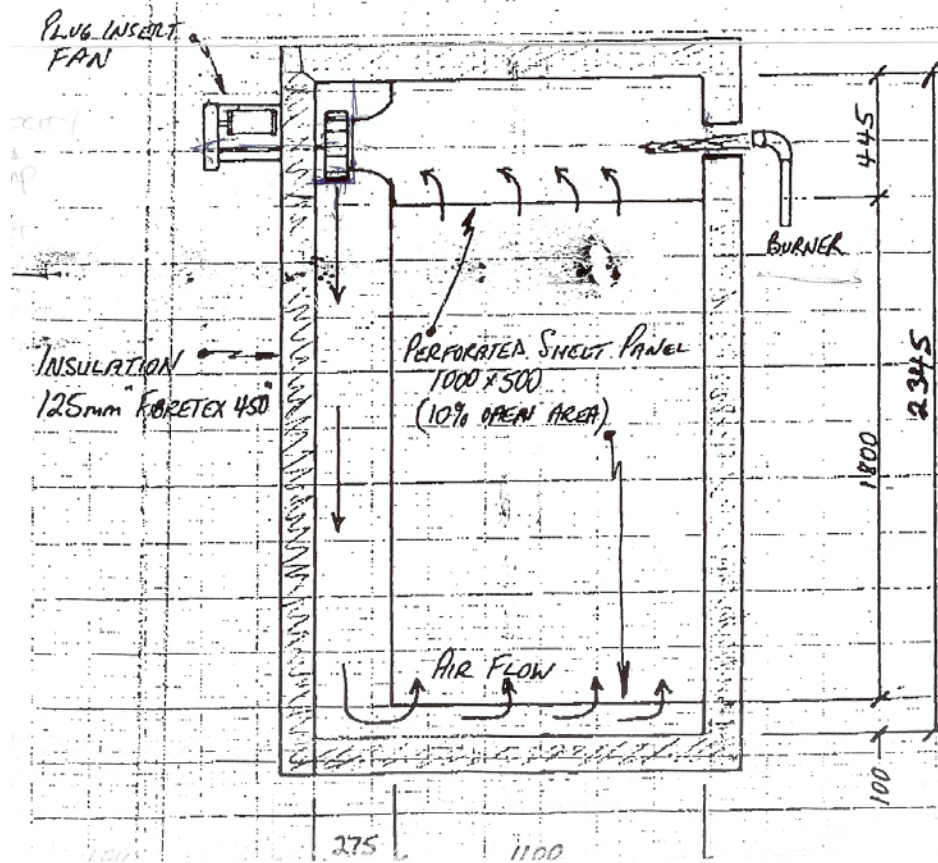 PLUG INSERT
FAN
445
BURNER
INSULATION
125mm "FIBRETEX 450"
PERFORATED SHEET PANEL
1000 x 500
(10% OPEN AREA)
2345
1800
AIR FLOW
100
275
1100